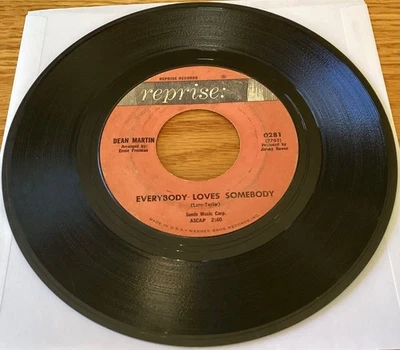 REPRISE RECORDS
reprise:
DEAN MARTIN
Arranged by:
Ernie Freeman
0281
Produced by
Jimmy Bowen
EVERYBODY LOVES SOMEBODY
(Lane-Taylor)
Sands Music Corp.
ASCAP 2:40